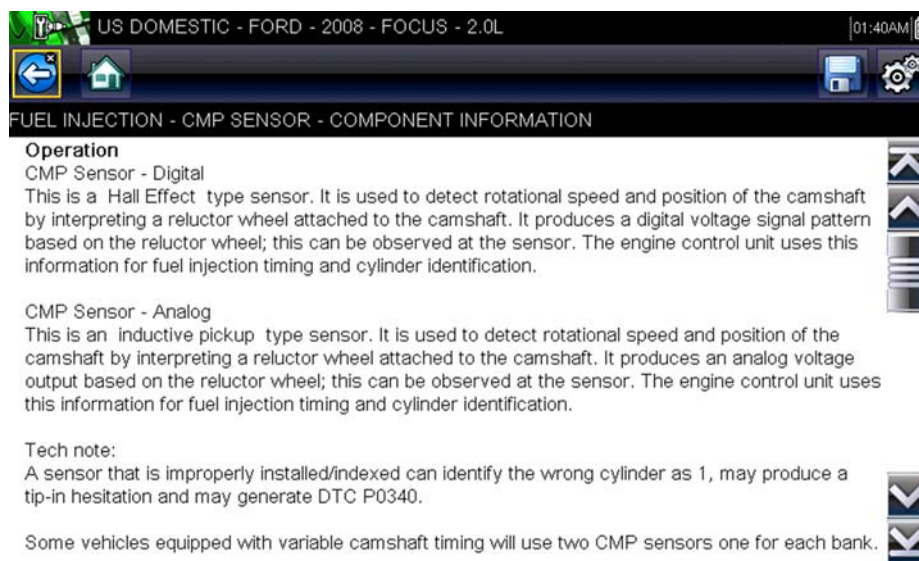 US DOMESTIC - FORD - 2008 - FOCUS - 2.0L
01:40AM
FUEL INJECTION - CMP SENSOR - COMPONENT INFORMATION
Operation
CMP Sensor - Digital
This is a Hall Effect type sensor. It is used to detect rotational speed and position of the camshaft
by interpreting a reluctor wheel attached to the camshaft. It produces a digital voltage signal pattern
based on the reluctor wheel; this can be observed at the sensor. The engine control unit uses this
information for fuel injection timing and cylinder identification.
CMP Sensor - Analog
This is an inductive pickup type sensor. It is used to detect rotational speed and position of the
camshaft by interpreting a reluctor wheel attached to the camshaft. It produces an analog voltage
output based on the reluctor wheel; this can be observed at the sensor. The engine control unit uses
this information for fuel injection timing and cylinder identification.
Tech note:
A sensor that is improperly installed/indexed can identify the wrong cylinder as 1, may produce a
tip-in hesitation and may generate DTC P0340.
Some vehicles equipped with variable camshaft timing will use two CMP sensors one for each bank.